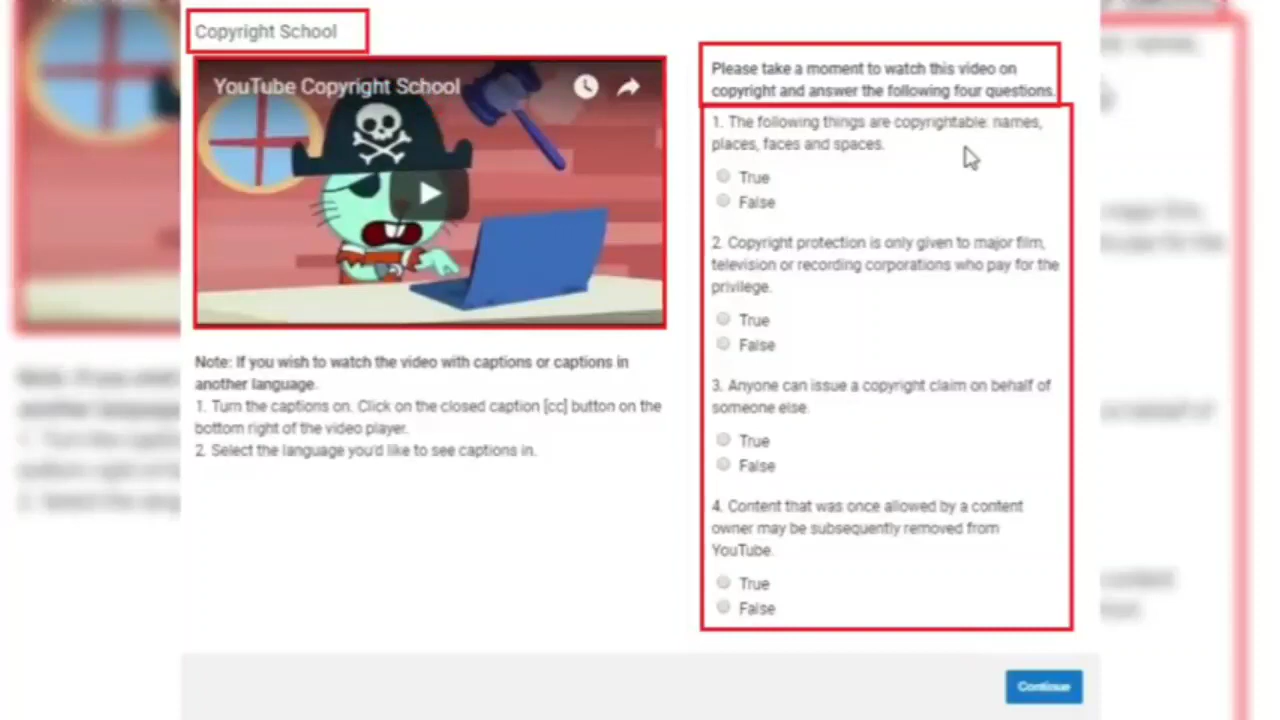 Copyright School
YouTube Copyright School
Note: If you wish to watch the video with captions or captions in
another language.
1. Turn the captions on. Click on the closed caption [cc] button on the
bottom right of the video player.
2. Select the language you'd like to see captions in.
Please take a moment to watch this video on
copyright and answer the following four questions.
1. The following things are copyrightable: names,
places, faces and spaces.
True
False
2. Copyright protection is only given to major film,
television or recording corporations who pay for the
privilege.
True
False
3. Anyone can issue a copyright claim on behalf of
someone else.
True
False
4. Content that was once allowed by a content
owner may be subsequently removed from
YouTube.
True
False
Continue